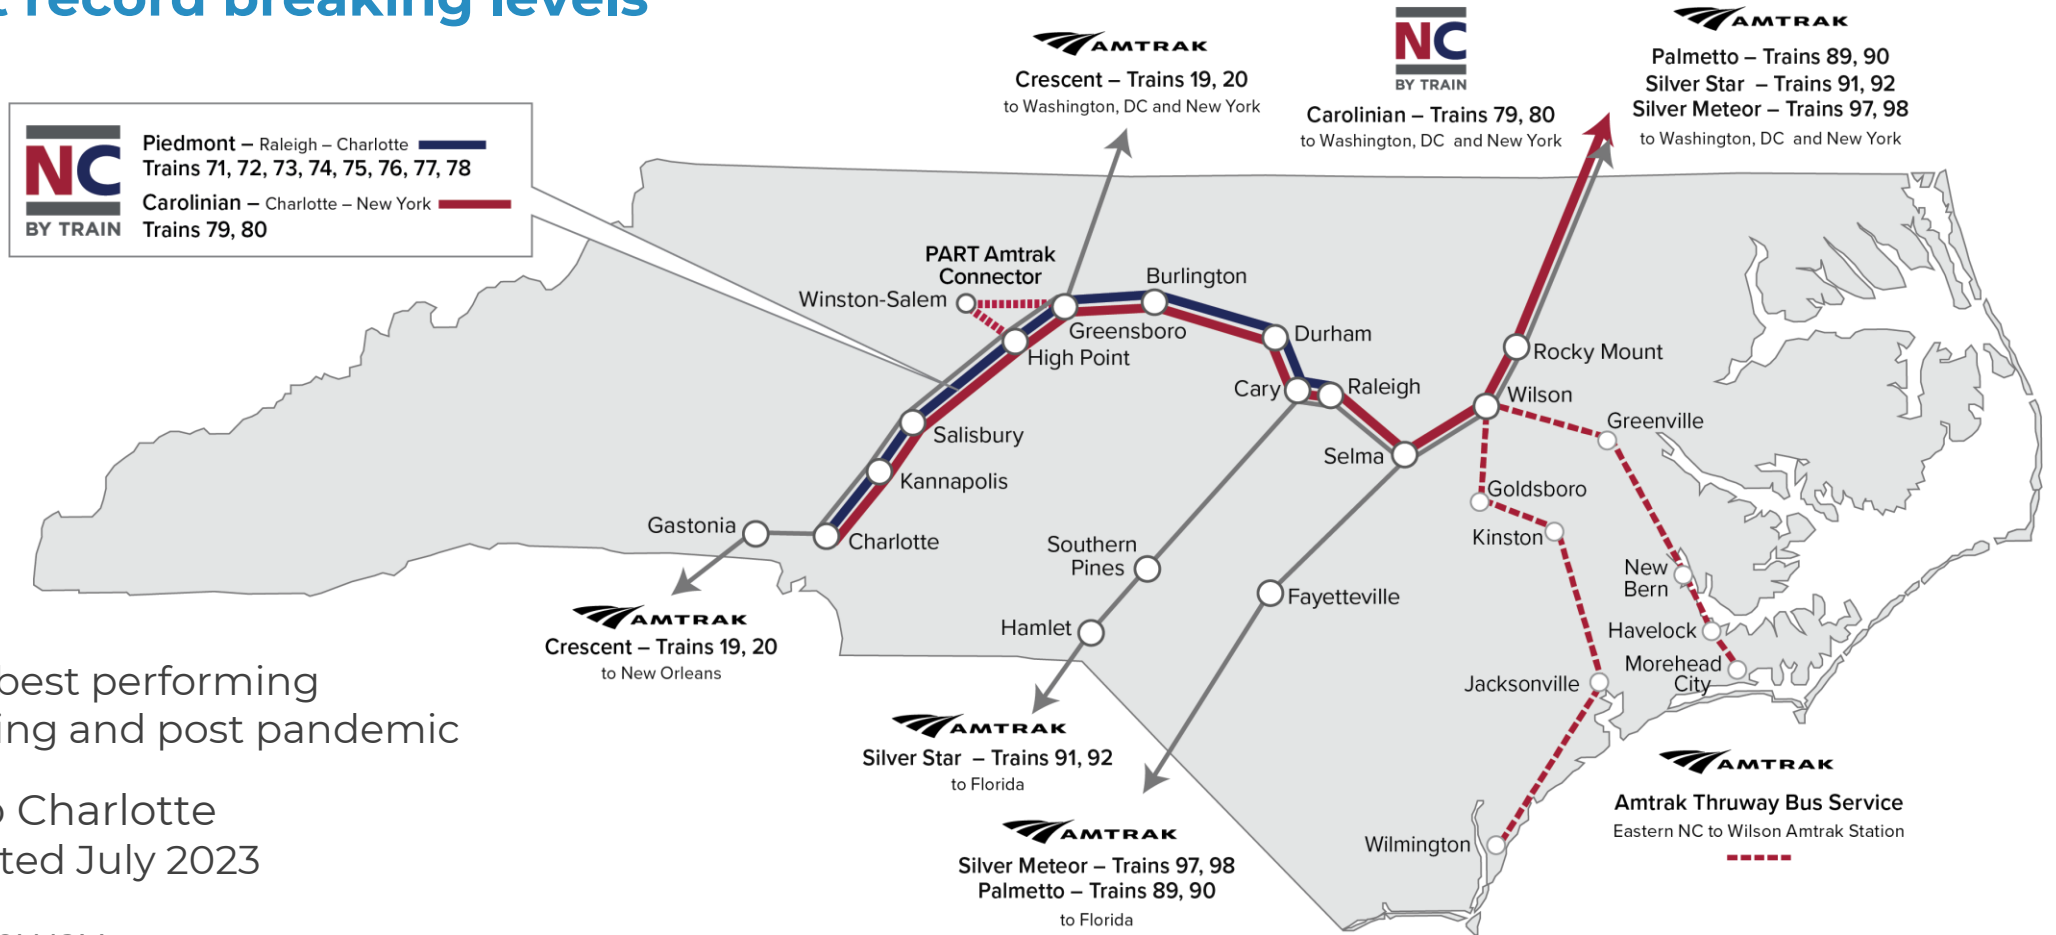 t record breaking levels
AMTRAK
Crescent – Trains 19, 20
to Washington, DC and New York
NC
BY TRAIN
Carolinian – Trains 79, 80
to Washington, DC and New York
AMTRAK
Palmetto – Trains 89, 90
Silver Star – Trains 91, 92
Silver Meteor – Trains 97, 98
to Washington, DC and New York
NC
BY TRAIN
Piedmont – Raleigh – Charlotte
Trains 71, 72, 73, 74, 75, 76, 77, 78
Carolinian – Charlotte – New York
Trains 79, 80
PART Amtrak
Connector
Winston-Salem
Burlington
Greensboro
High Point
Durham
Cary
Raleigh
Rocky Mount
Wilson
Greenville
Salisbury
Selma
Kannapolis
Goldsboro
Gastonia
Charlotte
Kinston
Southern
Pines
New
Bern
Fayetteville
Hamlet
Havelock
Morehead
City
Jacksonville
Wilmington
AMTRAK
Crescent – Trains 19, 20
to New Orleans
AMTRAK
Silver Star – Trains 91, 92
to Florida
AMTRAK
Silver Meteor – Trains 97, 98
Palmetto – Trains 89, 90
to Florida
AMTRAK
Amtrak Thruway Bus Service
Eastern NC to Wilson Amtrak Station
best performing
ing and post pandemic
o Charlotte
ted July 2023